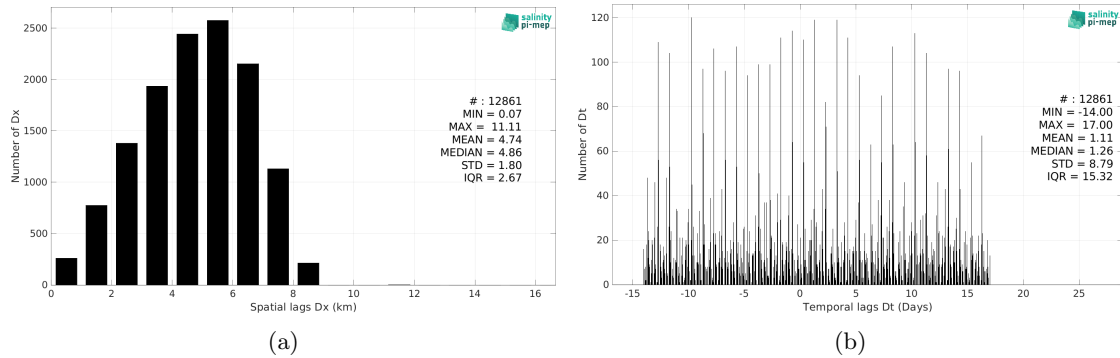 salinity
pi-mep
2500
2000
1500
1000
500
0
Number of Dx
# : 12861
MIN = 0.07
MAX = 11.11
MEAN = 4.74
MEDIAN = 4.86
STD = 1.80
IQR = 2.67
0 2 4 6 8 10 12 14 16
Spatial lags Dx (km)
(a)
salinity
pi-mep
120
100
80
60
40
20
0
Number of Dt
# : 12861
MIN = -14.00
MAX = 17.00
MEAN = 1.11
MEDIAN = 1.26
STD = 8.79
IQR = 15.32
-15 -10 -5 0 5 10 15 20 25
Temporal lags Dt (Days)
(b)